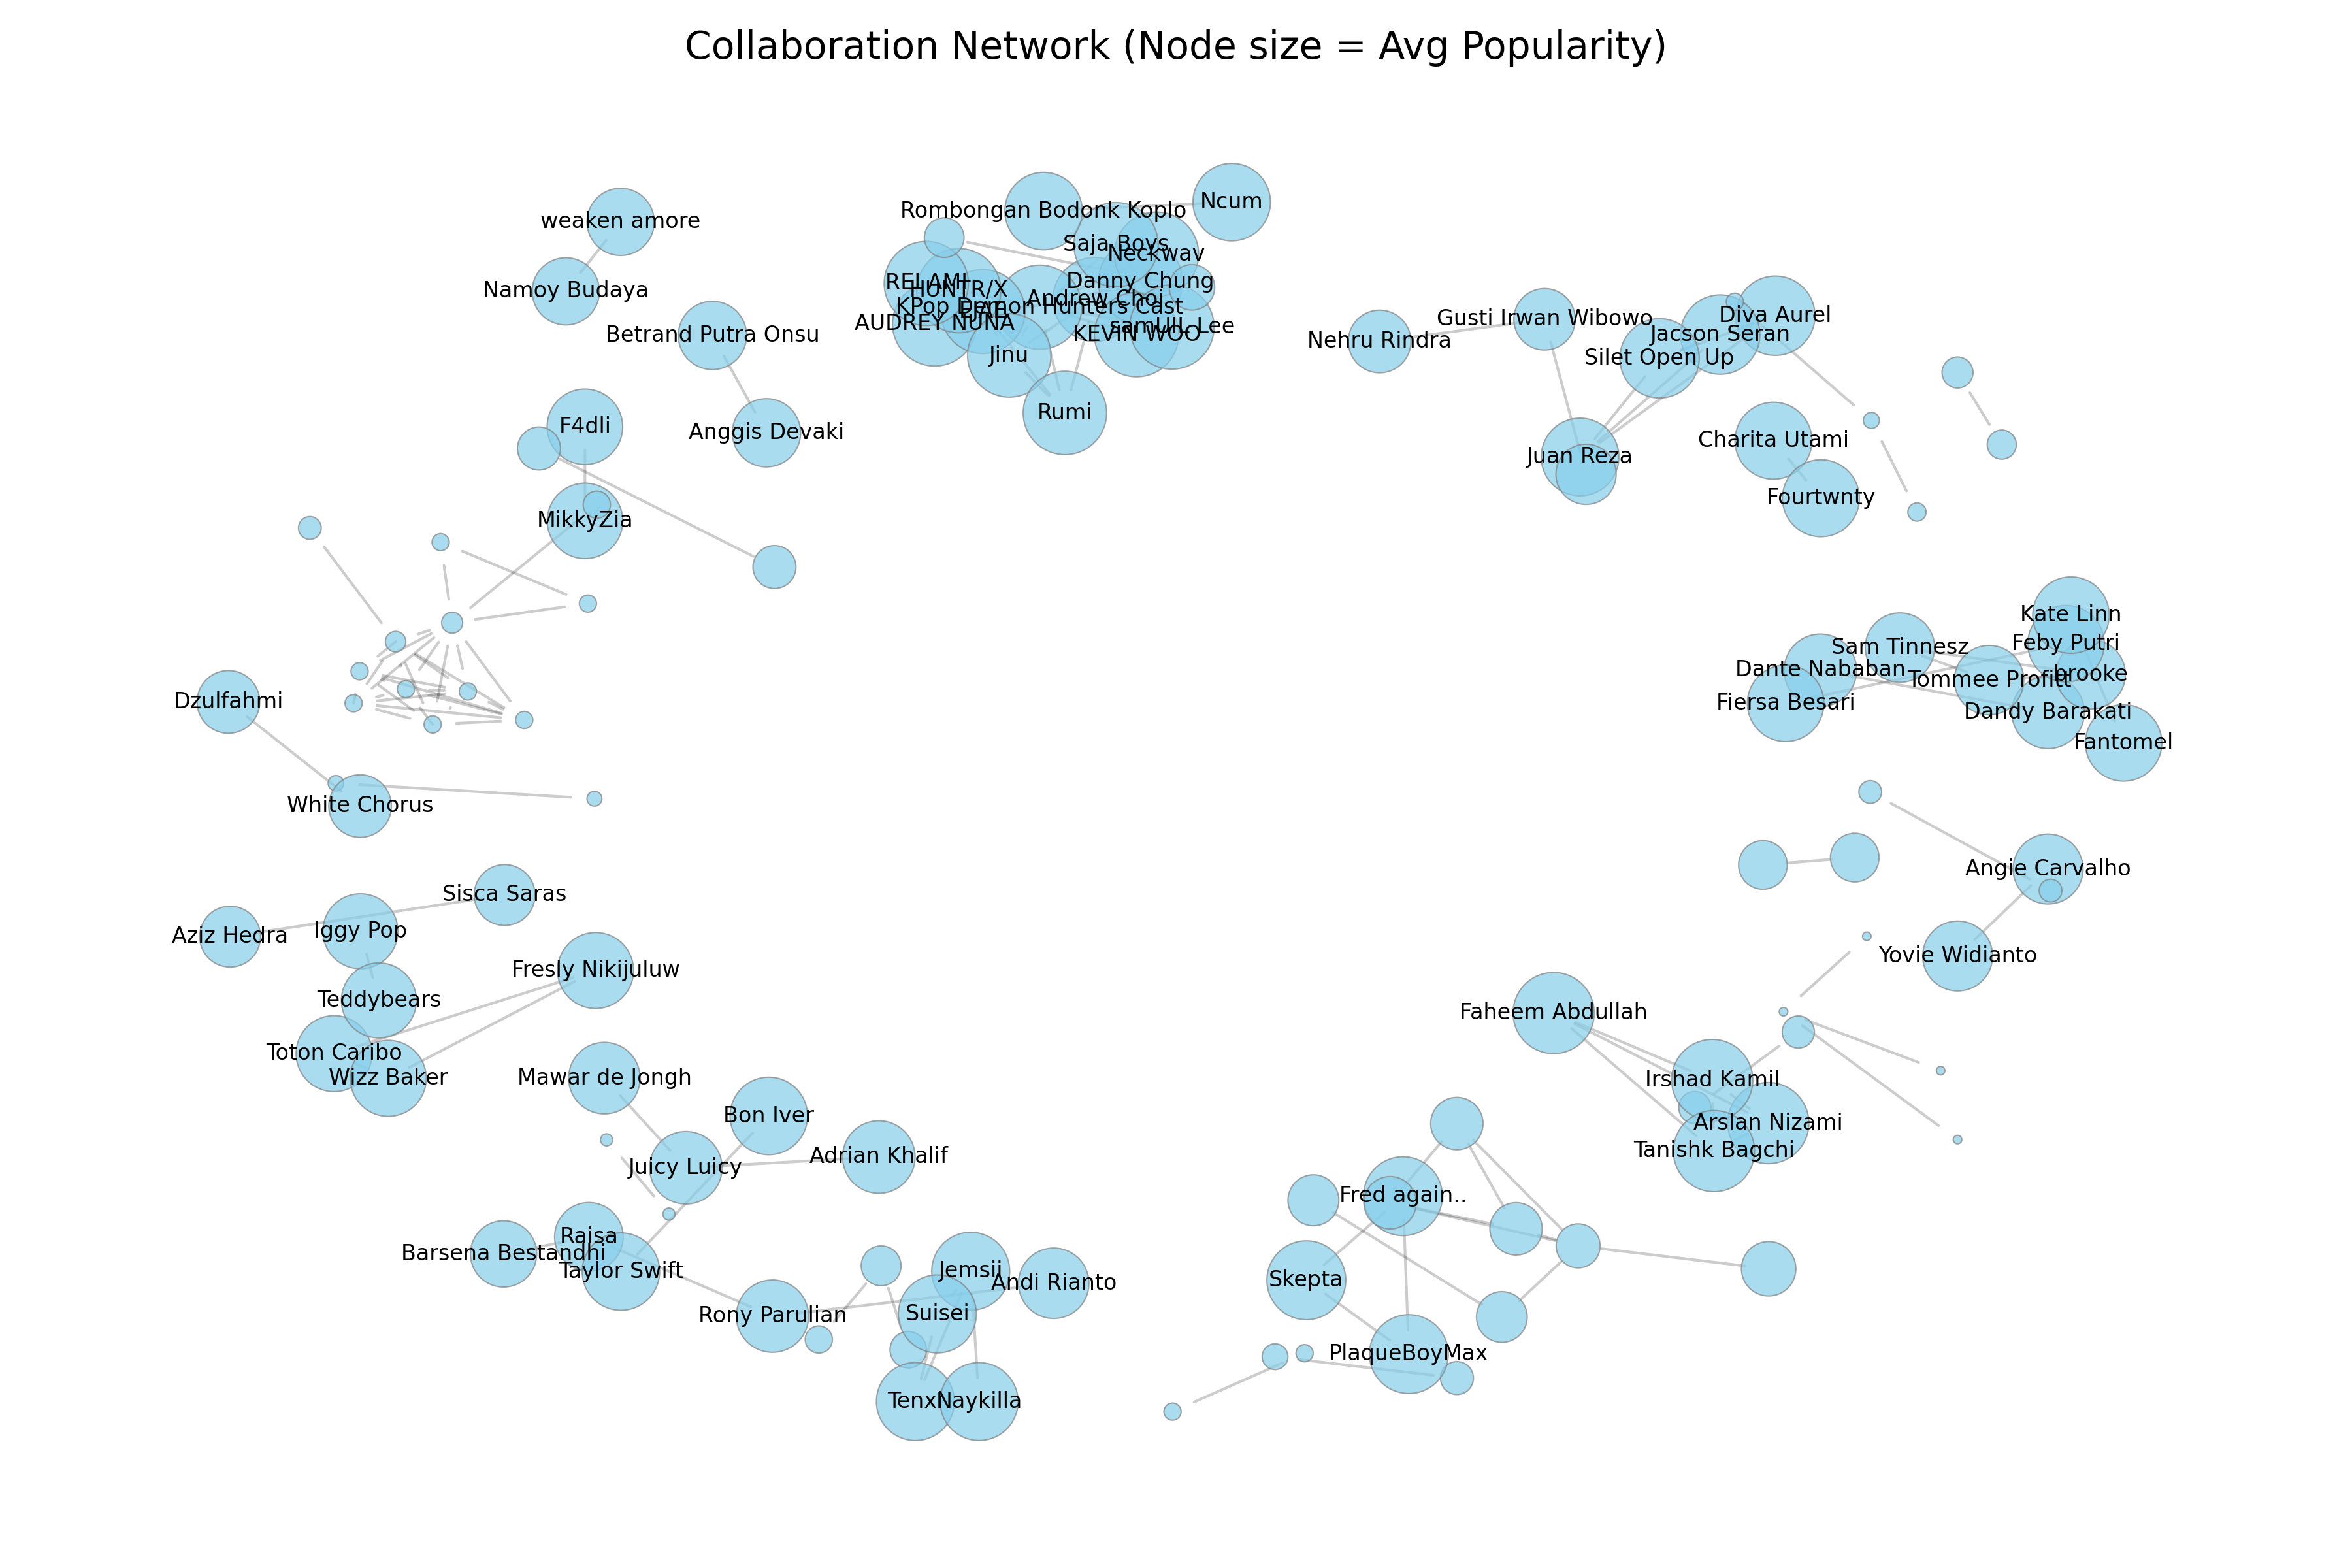 Collaboration Network (Node size = Avg Popularity)
weaken amore
Namoy Budaya
Betrand Putra Onsu
Anggis Devaki
F4dli
MikkyZia
Rombongan Bodonk Koplo
Ncum
Saja Boys
Neckwav
Danny Chung
REI AMI
HUNTR/X
Andrew Choi
KPop Demon Hunters Cast
EJAE
AUDREY NUNA
samUIL Lee
KEVIN WOO
Jinu
Rumi
Nehru Rindra
Gusti Irwan Wibowo
Diva Aurel
Jacson Seran
Silet Open Up
Juan Reza
Charita Utami
Fourtwnty
Kate Linn
Feby Putri
Sam Tinnesz
Dante Nababan
brooke
Tommee Profitt
Fiersa Besari
Dandy Barakati
Fantomel
Dzulfahmi
White Chorus
Sisca Saras
Aziz Hedra
Iggy Pop
Teddybears
Fresly Nikijuluw
Toton Caribo
Wizz Baker
Mawar de Jongh
Bon Iver
Juicy Luicy
Adrian Khalif
Raisa
Barsena Bestandhi
Taylor Swift
Rony Parulian
Jemsii
Andi Rianto
Suisei
Naykilla
Angie Carvalho
Yovie Widianto
Faheem Abdullah
Irshad Kamil
Arslan Nizami
Tanishk Bagchi
Fred again..
Skepta
PlaqueBoyMax